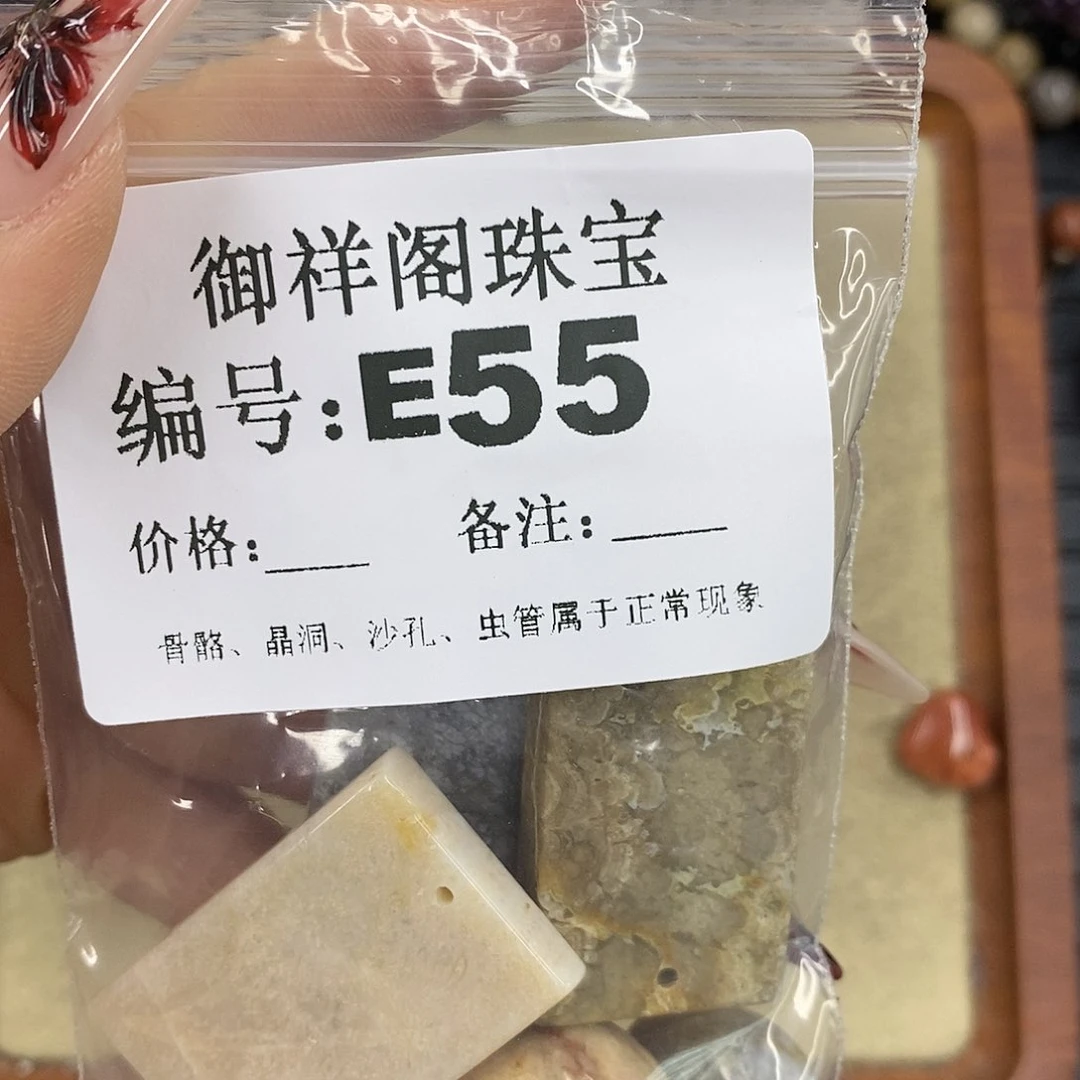 御祥阁珠宝
编号:E55
价格:___ 备注:____
骨骼、晶洞、沙孔、虫管属于正常现象